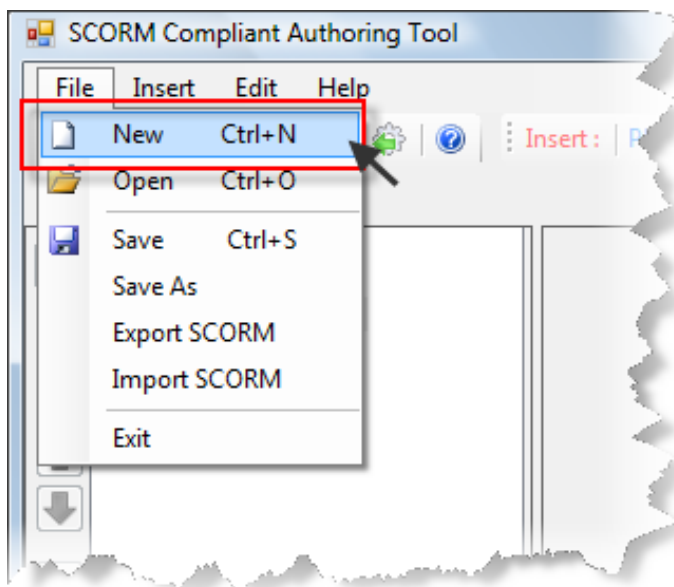 SCORM Compliant Authoring Tool
File Insert Edit Help
New Ctrl+N
Insert :
Open Ctrl+O
Save Ctrl+S
Save As
Export SCORM
Import SCORM
Exit